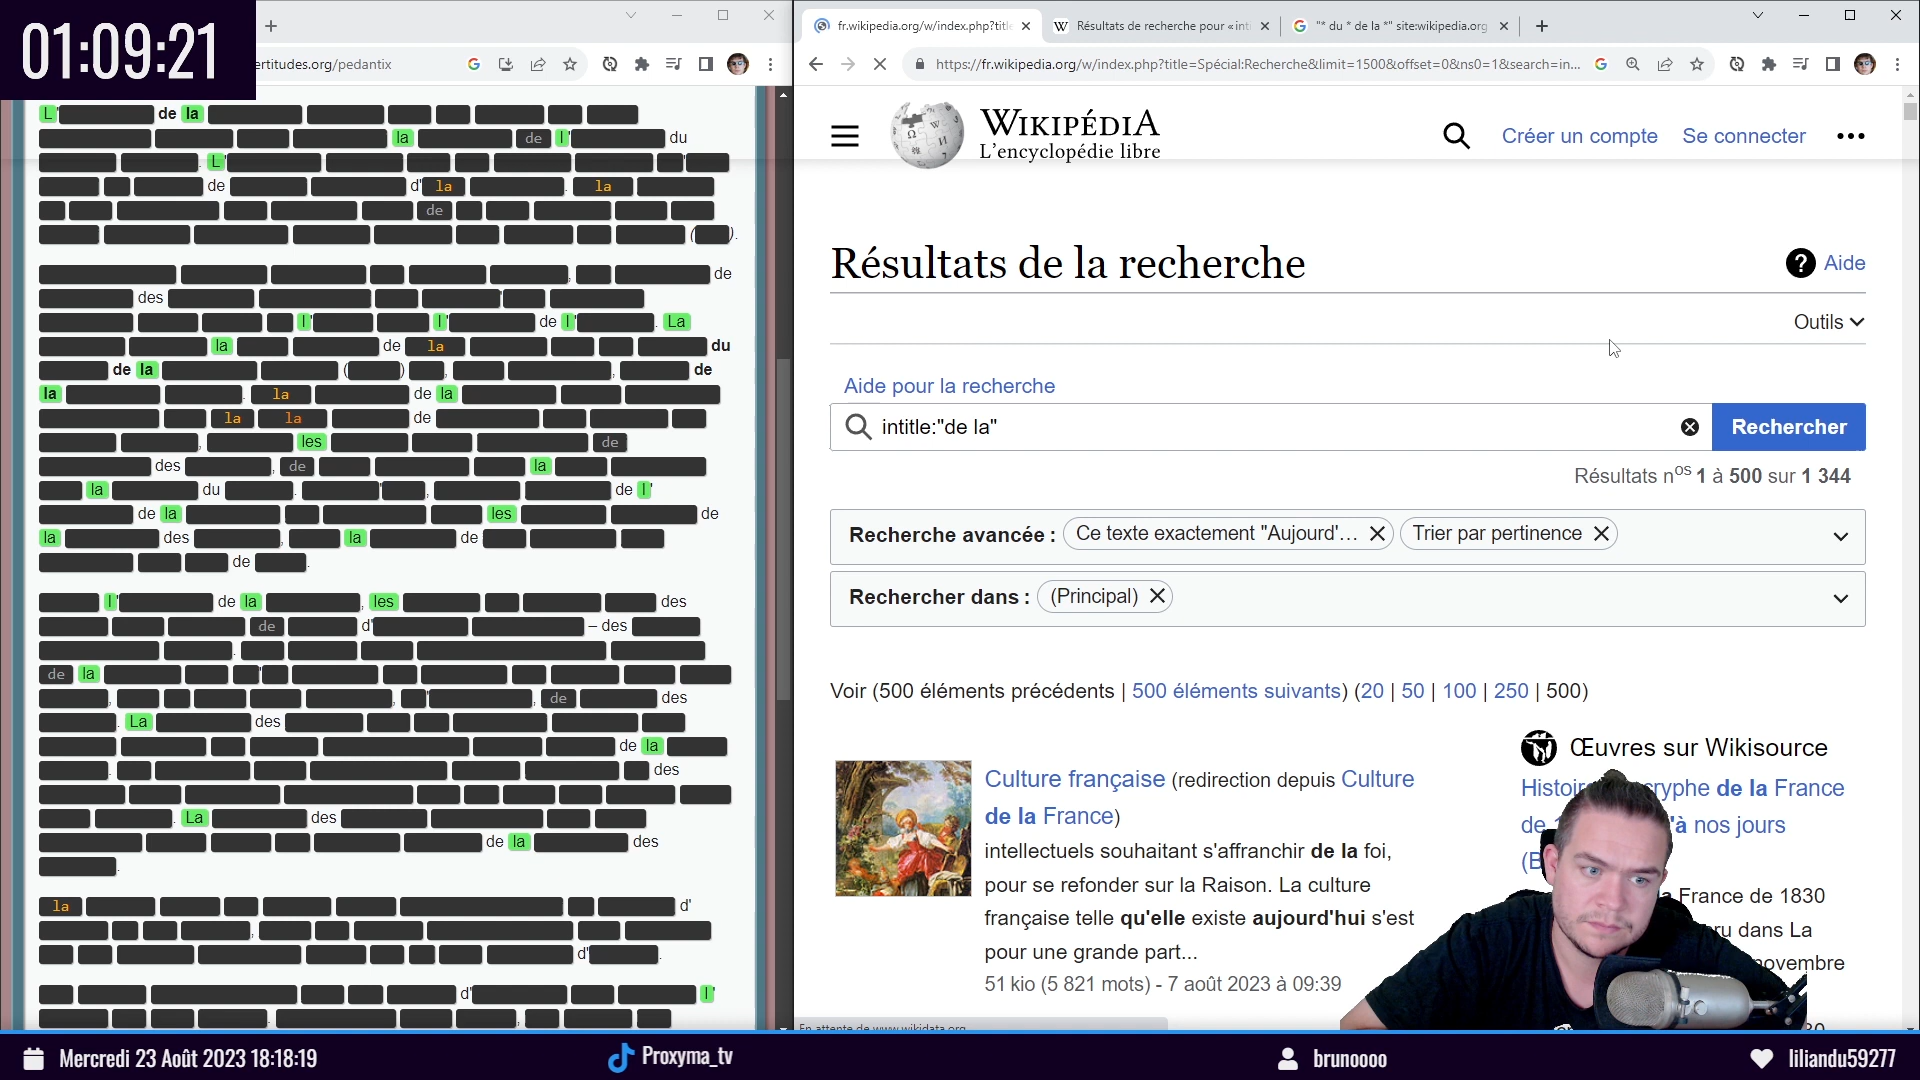 01:09:21
ertitudes.org/pedantix
fr.wikipedia.org/w/index.php?title
Résultats de recherche pour « int
"* du * de la *" site:wikipedia.org
https://fr.wikipedia.org/w/index.php?title=Spécial:Recherche&limit=1500&offset=0&ns0=1&search=in...
WIKIPÉDIA
L'encyclopédie libre
Créer un compte
Se connecter
Résultats de la recherche
Aide
Outils
Aide pour la recherche
intitle:"de la"
Rechercher
Résultats nos 1 à 500 sur 1 344
Recherche avancée :
Ce texte exactement "Aujourd'...
Trier par pertinence
Rechercher dans :
(Principal)
Voir (500 éléments précédents | 500 éléments suivants) (20 | 50 | 100 | 250 | 500)
Culture française (redirection depuis Culture
de la France)
intellectuels souhaitant s'affranchir de la foi,
pour se refonder sur la Raison. La culture
française telle qu'elle existe aujourd'hui s'est
pour une grande part...
51 kio (5 821 mots) - 7 août 2023 à 09:39
Œuvres sur Wikisource
de la France
nos jours
France de 1830
dans La
En attente de www.wikidata.org
L' de la
la de l' du
L'
de d' la . la
de
( ).
, de
des '
l' l' de l' . La
la de la du
de la ( ) , , de
la . la de la
la la de
, les de
des , de la
la du . ' , de l'
de la les de
la des , la de
de .
l' de la , les des
de d' – des
.
de la '
, , ' , de des
. La des
de la
. des
. La des
de la des
.
la d'
, ,
d' .
d' l'
. ,
Mercredi 23 Août 2023 18:18:19
Proxyma_tv
brunoooo
liliandu59277